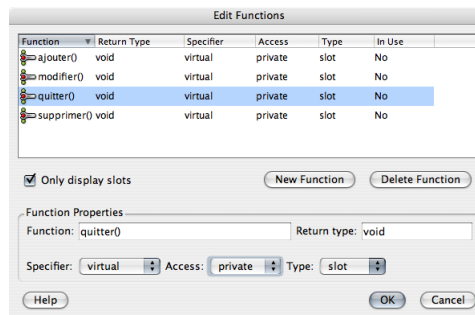 Edit Functions
Function Return Type Specifier Access Type In Use
ajouter() void virtual private slot No
modifier() void virtual private slot No
quitter() void virtual private slot No
supprimer() void virtual private slot No
Only display slots New Function Delete Function
Function Properties
Function: quitter() Return type: void
Specifier: virtual Access: private Type: slot
Help OK Cancel